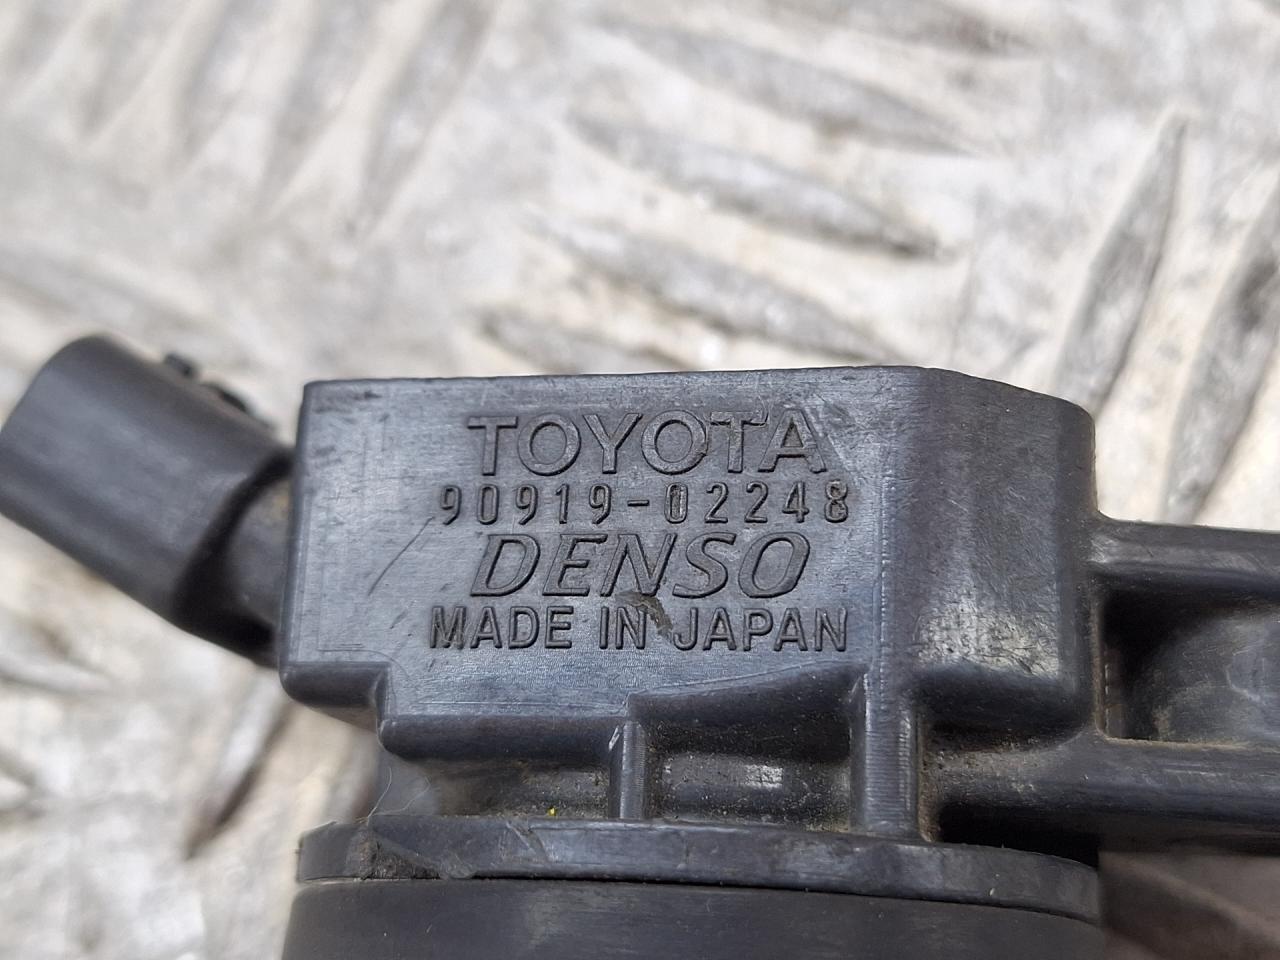 TOYOTA
90919-02248
DENSO
MADE IN JAPAN